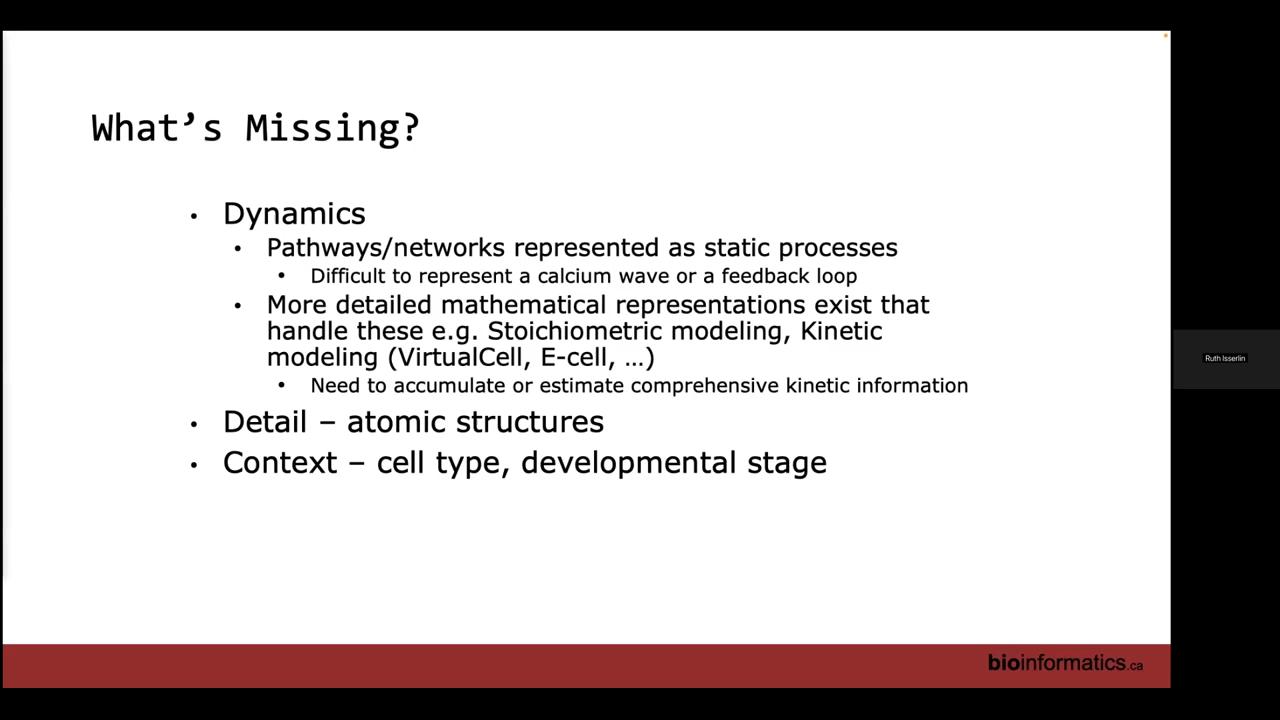 What's Missing?
• Dynamics
• Pathways/networks represented as static processes
• Difficult to represent a calcium wave or a feedback loop
• More detailed mathematical representations exist that
handle these e.g. Stoichiometric modeling, Kinetic
modeling (VirtualCell, E-cell, …)
• Need to accumulate or estimate comprehensive kinetic information
• Detail – atomic structures
• Context – cell type, developmental stage
Ruth Isserlin
bioinformatics.ca